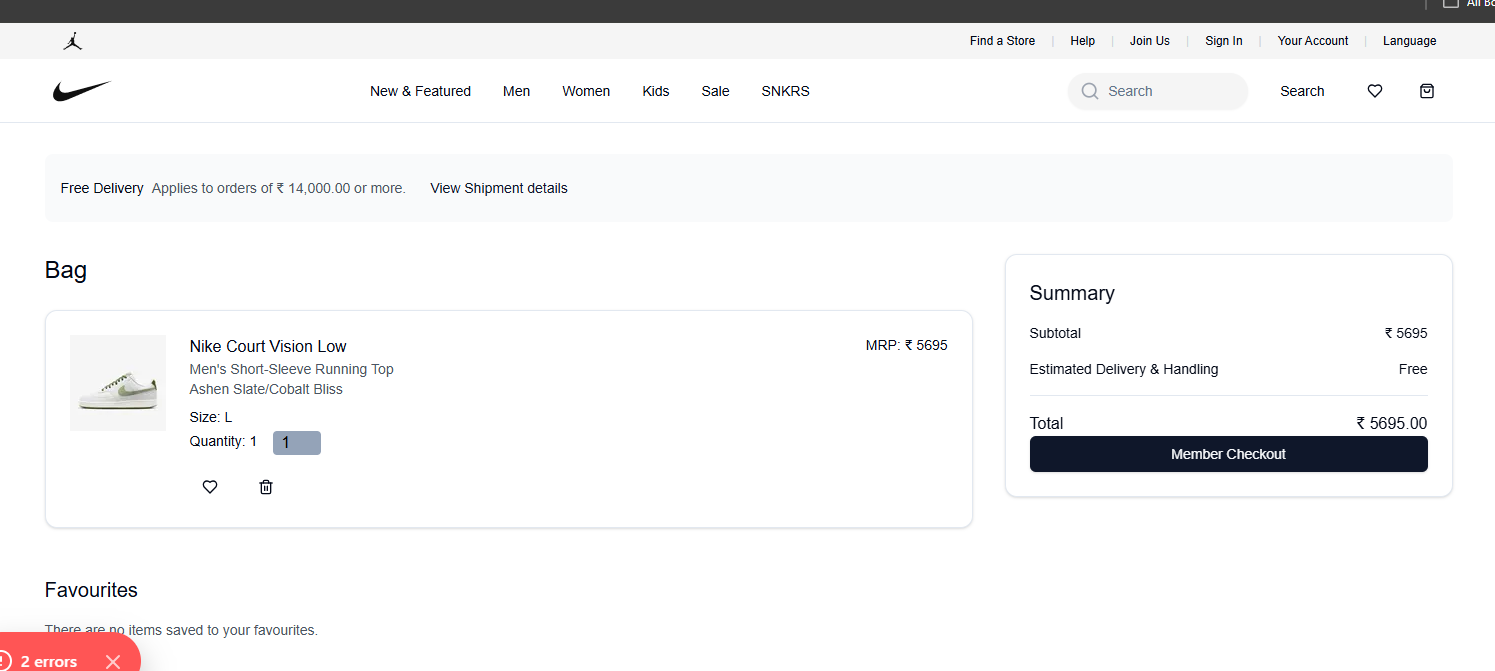 All Bo
Find a Store Help Join Us Sign In Your Account Language
New & Featured Men Women Kids Sale SNKRS Search Search
Free Delivery Applies to orders of ₹ 14,000.00 or more. View Shipment details
Bag
Nike Court Vision Low MRP: ₹ 5695
Men's Short-Sleeve Running Top
Ashen Slate/Cobalt Bliss
Size: L
Quantity: 1 1
Summary
Subtotal ₹ 5695
Estimated Delivery & Handling Free
Total ₹ 5695.00
Member Checkout
Favourites
There are no items saved to your favourites.
2 errors